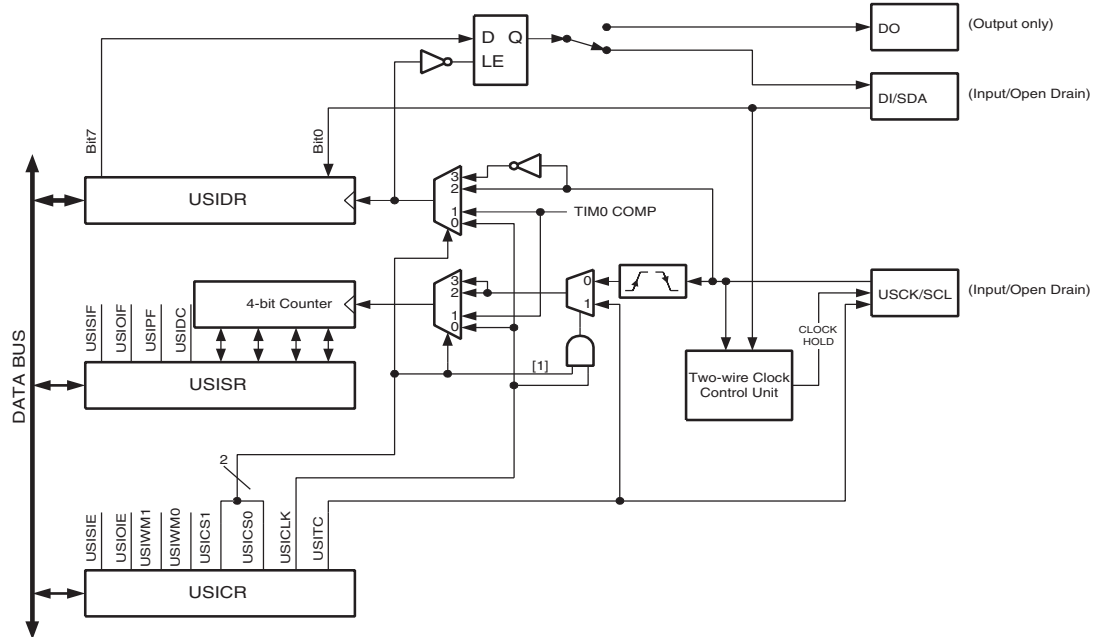 DO
(Output only)
D Q
LE
DI/SDA
(Input/Open Drain)
Bit7
Bit0
USIDR
3
2
1
0
TIM0 COMP
4-bit Counter
3
2
1
0
0
1
USCK/SCL
(Input/Open Drain)
CLOCK
HOLD
USISIF
USIOIF
USIPF
USIDC
USISR
[1]
Two-wire Clock
Control Unit
DATA BUS
2
USISIE
USIOIE
USIWM1
USIWM0
USICS1
USICS0
USICLK
USITC
USICR